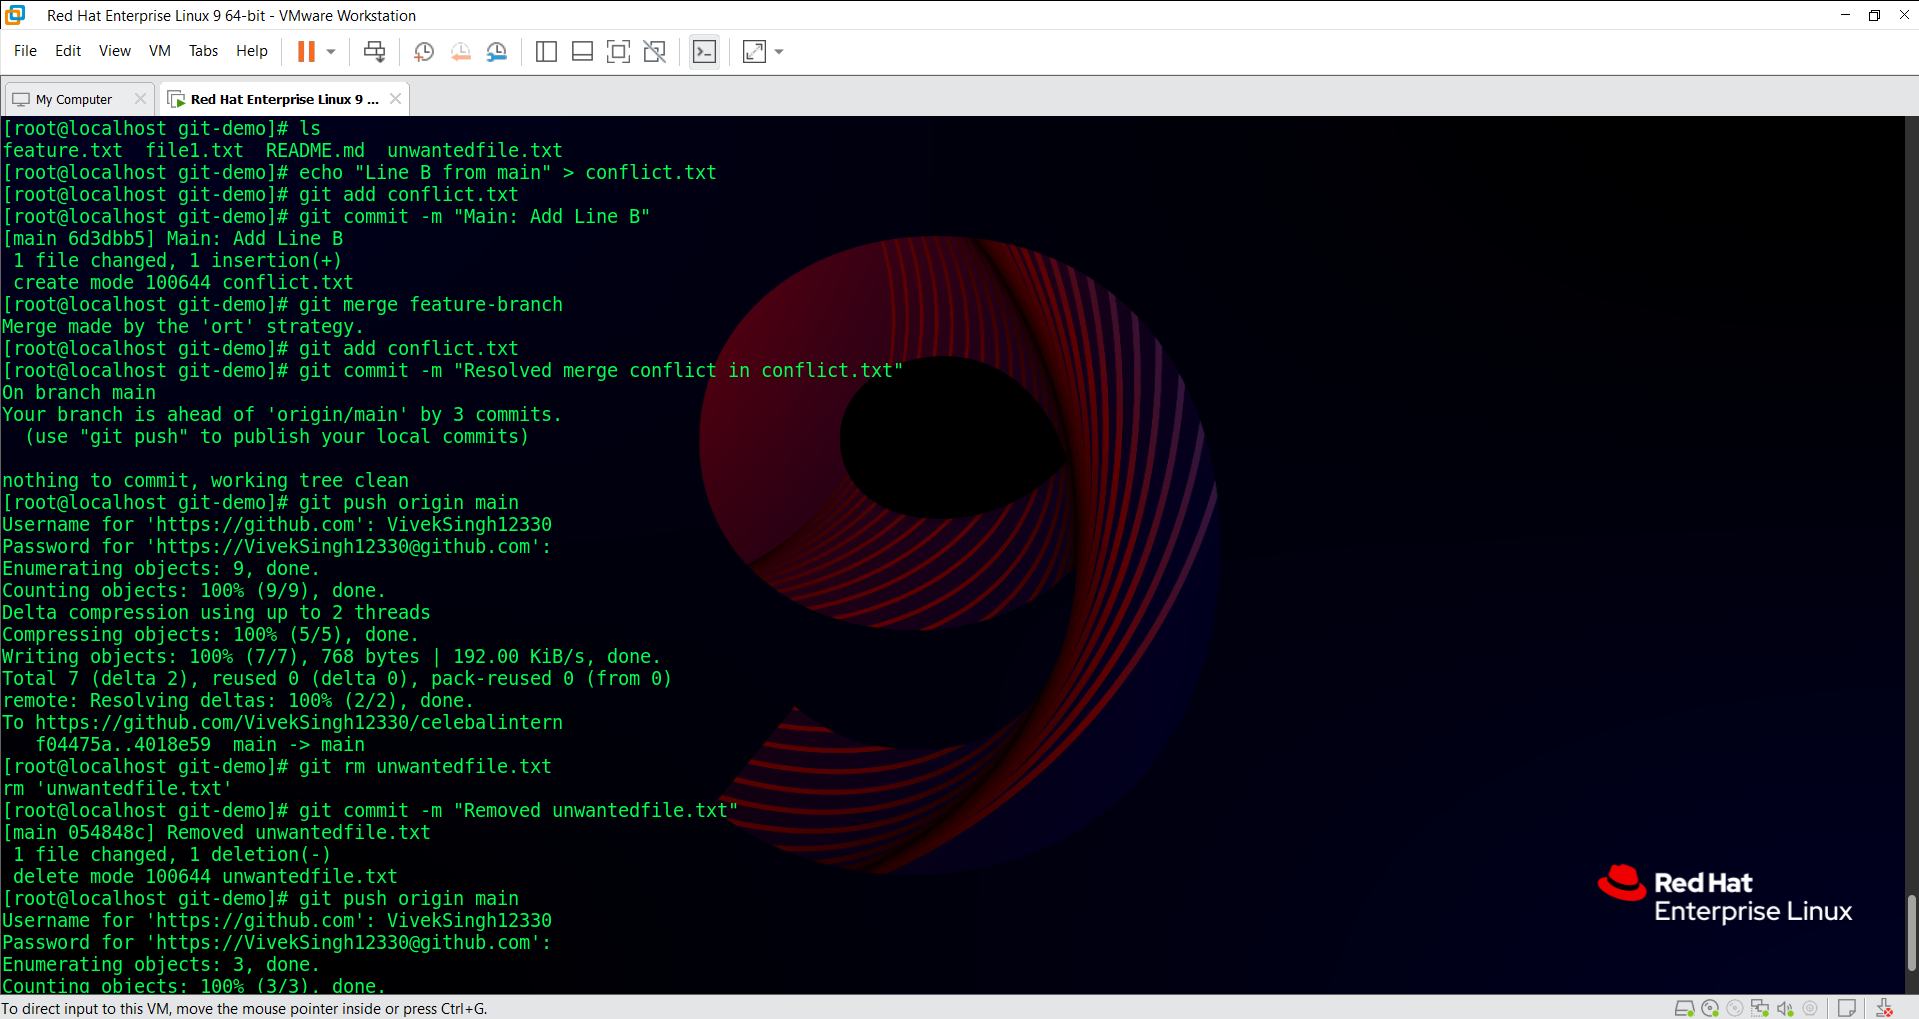 Red Hat Enterprise Linux 9 64-bit - VMware Workstation
File Edit View VM Tabs Help
My Computer Red Hat Enterprise Linux 9 ...
[root@localhost git-demo]# ls
feature.txt  file1.txt  README.md  unwantedfile.txt
[root@localhost git-demo]# echo "Line B from main" > conflict.txt
[root@localhost git-demo]# git add conflict.txt
[root@localhost git-demo]# git commit -m "Main: Add Line B"
[main 6d3dbb5] Main: Add Line B
 1 file changed, 1 insertion(+)
 create mode 100644 conflict.txt
[root@localhost git-demo]# git merge feature-branch
Merge made by the 'ort' strategy.
[root@localhost git-demo]# git add conflict.txt
[root@localhost git-demo]# git commit -m "Resolved merge conflict in conflict.txt"
On branch main
Your branch is ahead of 'origin/main' by 3 commits.
  (use "git push" to publish your local commits)
nothing to commit, working tree clean
[root@localhost git-demo]# git push origin main
Username for 'https://github.com': VivekSingh12330
Password for 'https://VivekSingh12330@github.com':
Enumerating objects: 9, done.
Counting objects: 100% (9/9), done.
Delta compression using up to 2 threads
Compressing objects: 100% (5/5), done.
Writing objects: 100% (7/7), 768 bytes | 192.00 KiB/s, done.
Total 7 (delta 2), reused 0 (delta 0), pack-reused 0 (from 0)
remote: Resolving deltas: 100% (2/2), done.
To https://github.com/VivekSingh12330/celebalintern
   f04475a..4018e59  main -> main
[root@localhost git-demo]# git rm unwantedfile.txt
rm 'unwantedfile.txt'
[root@localhost git-demo]# git commit -m "Removed unwantedfile.txt"
[main 054848c] Removed unwantedfile.txt
 1 file changed, 1 deletion(-)
 delete mode 100644 unwantedfile.txt
[root@localhost git-demo]# git push origin main
Username for 'https://github.com': VivekSingh12330
Password for 'https://VivekSingh12330@github.com':
Enumerating objects: 3, done.
Counting objects: 100% (3/3), done.
Red Hat
Enterprise Linux
To direct input to this VM, move the mouse pointer inside or press Ctrl+G.